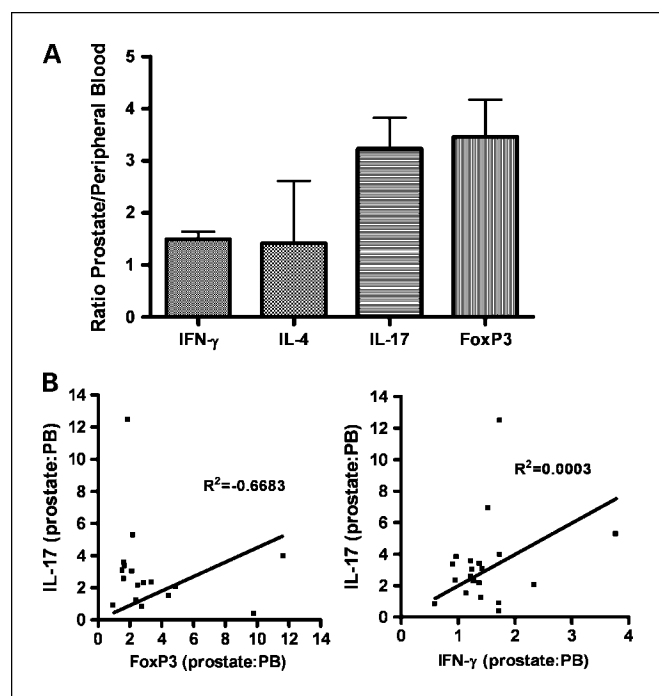 A
Ratio Prostate/Peripheral Blood
5
4
3
2
1
0
IFN-γ IL-4 IL-17 FoxP3
B
IL-17 (prostate:PB)
14
12
10
8
6
4
2
0
R²=-0.6683
0 2 4 6 8 10 12 14
FoxP3 (prostate:PB)
IL-17 (prostate:PB)
14
12
10
8
6
4
2
0
R²=0.0003
0 1 2 3 4
IFN-γ (prostate:PB)